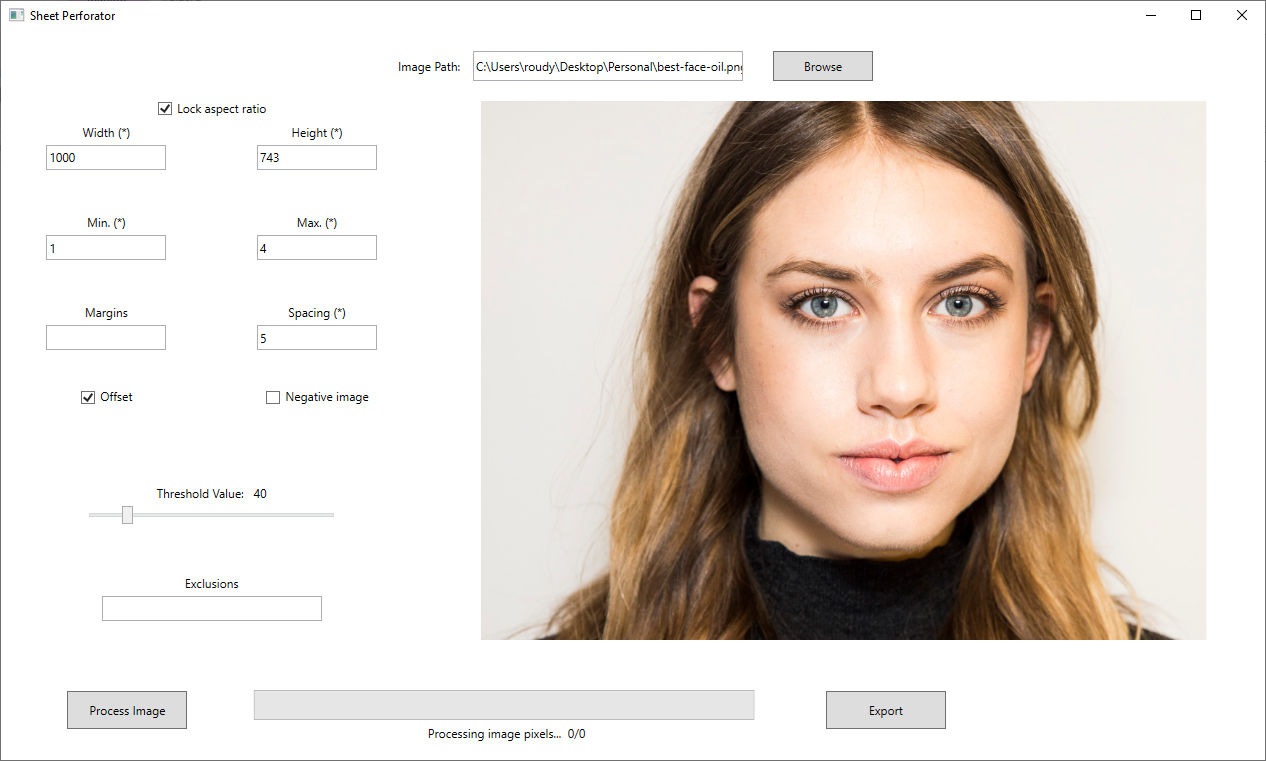 Sheet Perforator
Image Path: C:\Users\roudy\Desktop\Personal\best-face-oil.png Browse
Lock aspect ratio
Width (*) Height (*)
1000 743
Min. (*) Max. (*)
1 4
Margins Spacing (*)
5
Offset Negative image
Threshold Value: 40
Exclusions
Process Image Export
Processing image pixels... 0/0